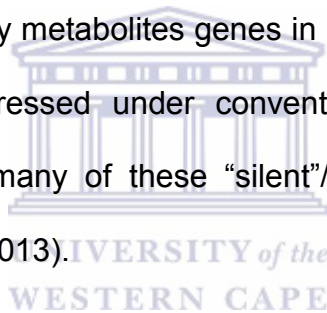 y metabolites genes in
ressed under convent
many of these “silent”/
013).
UNIVERSITY of the
WESTERN CAPE